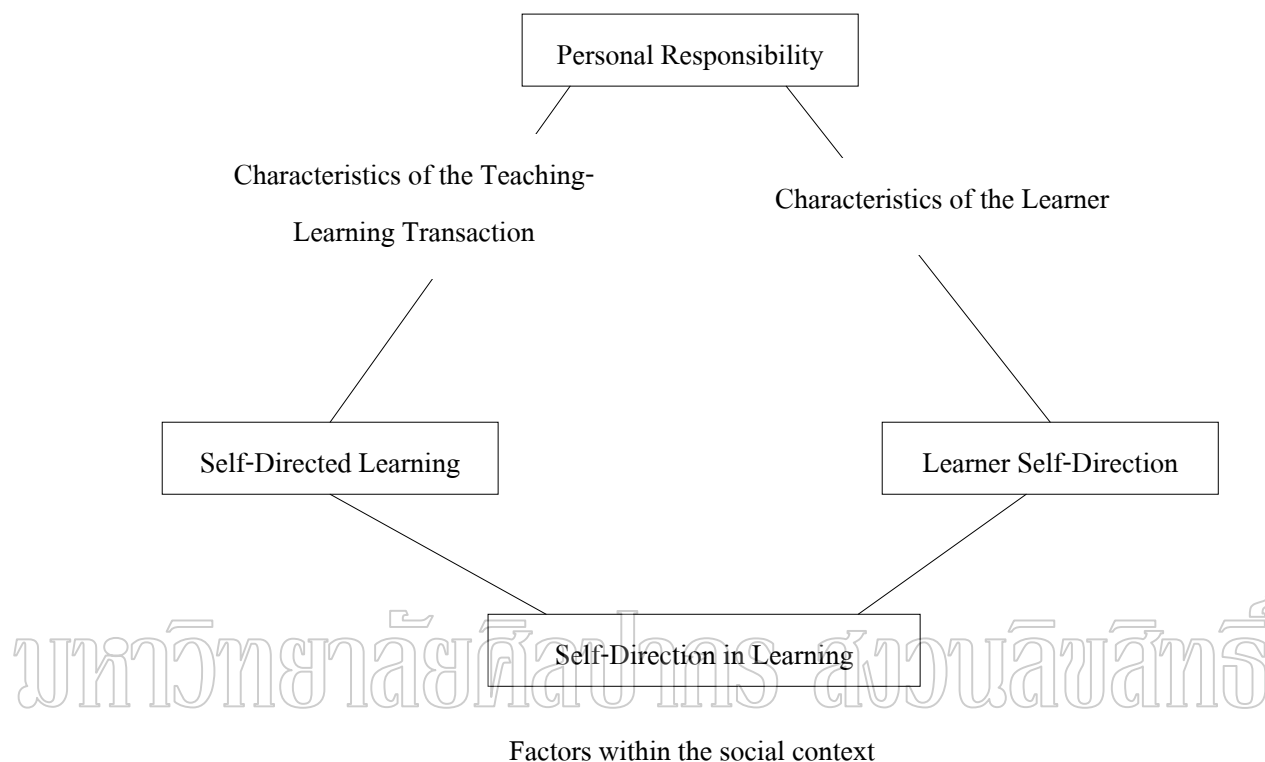 Personal Responsibility
Characteristics of the Teaching-
Learning Transaction
Characteristics of the Learner
Self-Directed Learning
Learner Self-Direction
Self-Direction in Learning
มหาวิทยาลัยศิลปากร สงวนลิขสิทธิ์
Factors within the social context